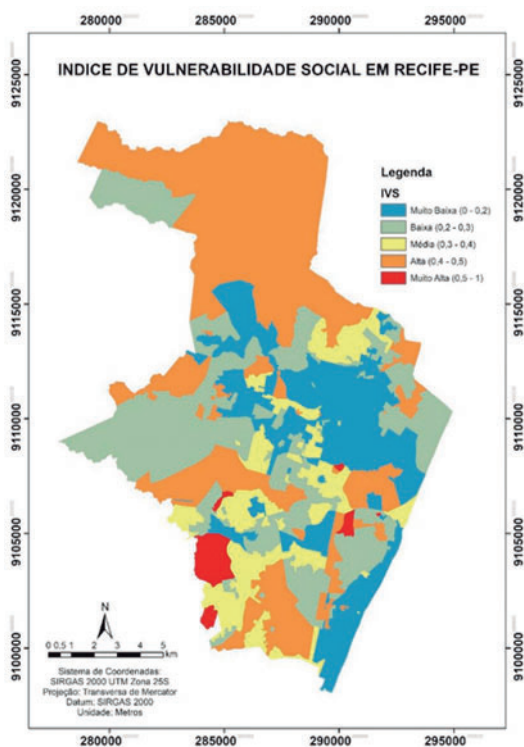 280000 285000 290000 295000
INDICE DE VULNERABILIDADE SOCIAL EM RECIFE-PE
Legenda
IVS
Muito Baixa (0 - 0,2)
Baixa (0,2 - 0,3)
Média (0,3 - 0,4)
Alta (0,4 - 0,5)
Muito Alta (0,5 - 1)
9125000 9125000
9120000 9120000
9115000 9115000
9110000 9110000
9105000 9105000
9100000 9100000
N
0 0,5 1 2 3 4 5
km
Sistema de Coordenadas:
SIRGAS 2000 UTM Zona 25S
Projeção: Transversa de Mercator
Datum: SIRGAS 2000
Unidade: Metros
280000 285000 290000 295000